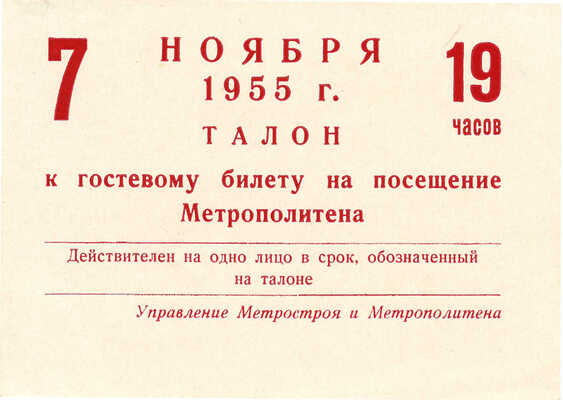 7 НОЯБРЯ 19
1955 г. часов
ТАЛОН
к гостевому билету на посещение
Метрополитена
Действителен на одно лицо в срок, обозначенный
на талоне
Управление Метростроя и Метрополитена